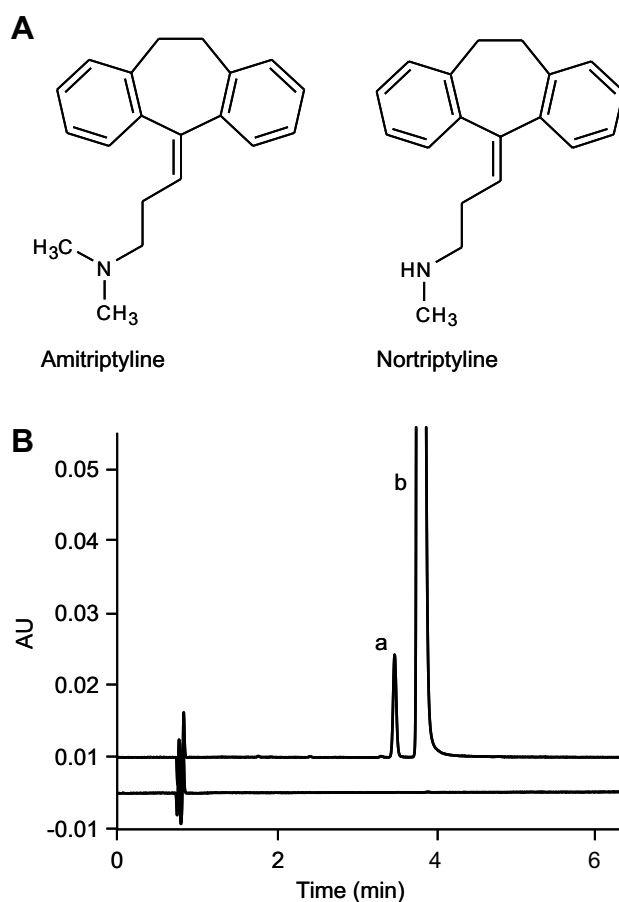 A
H₃C
N
CH₃
Amitriptyline
HN
CH₃
Nortriptyline
B
AU
0.05
0.04
0.03
0.02
0.01
-0.01
a
b
0
2
4
6
Time (min)